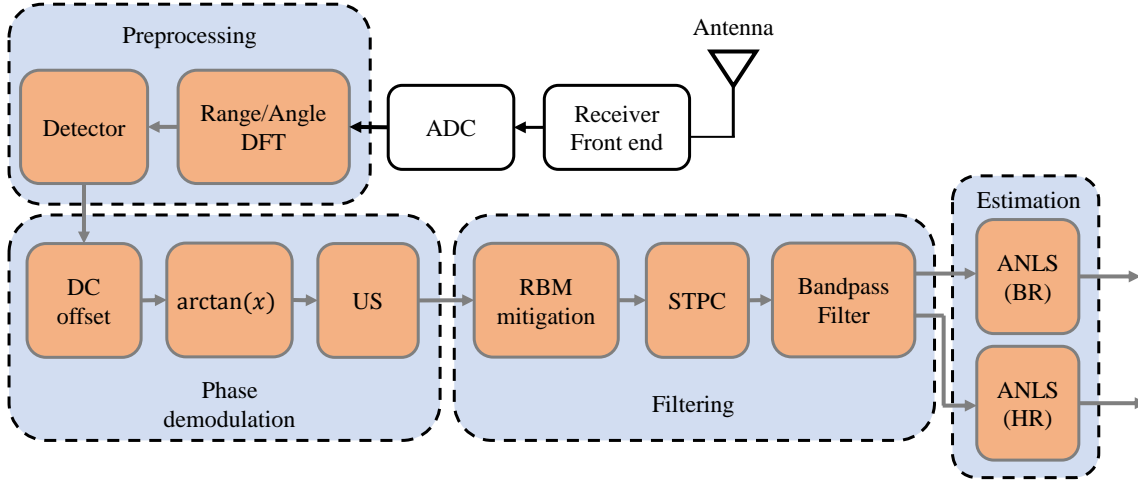 Preprocessing
Antenna
Detector
Range/Angle
DFT
ADC
Receiver
Front end
DC
offset
arctan(x)
US
Phase
demodulation
RBM
mitigation
STPC
Bandpass
Filter
Filtering
Estimation
ANLS
(BR)
ANLS
(HR)